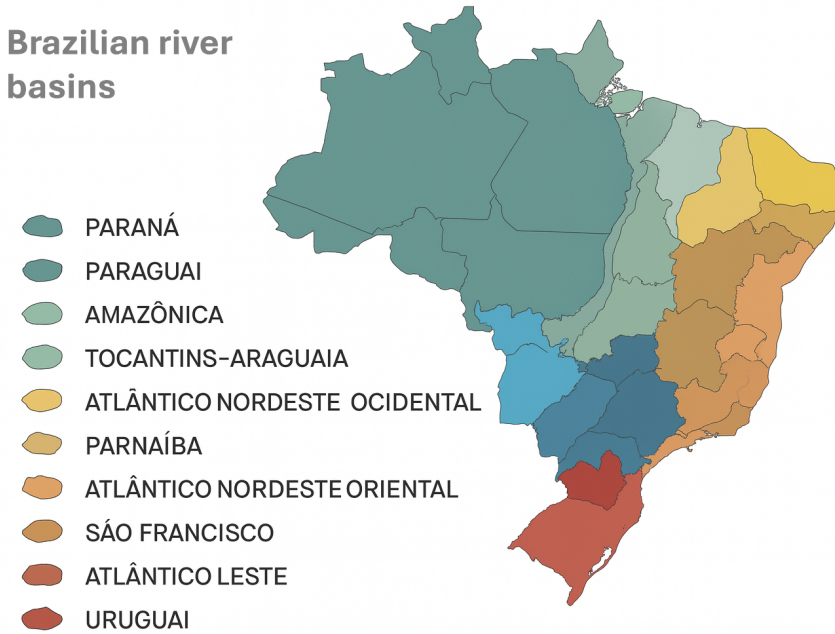 Brazilian river
basins
PARANÁ
PARAGUAI
AMAZÔNICA
TOCANTINS-ARAGUAIA
ATLÂNTICO NORDESTE OCIDENTAL
PARNAÍBA
ATLÂNTICO NORDESTE ORIENTAL
SÁO FRANCISCO
ATLÂNTICO LESTE
URUGUAI